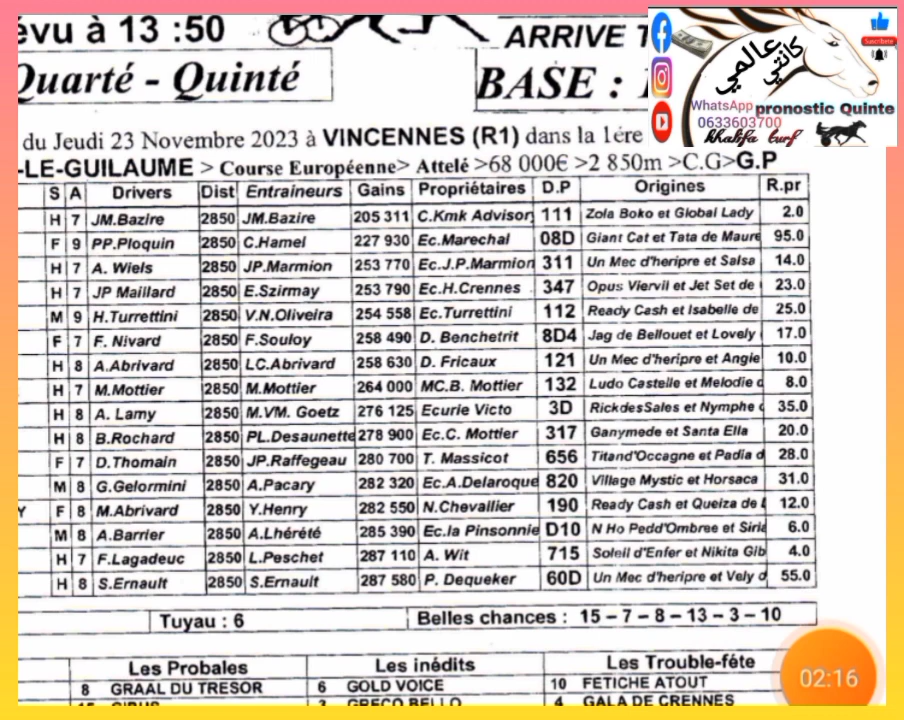 évu à 13 :50
ARRIVE T
Quarté - Quinté
BASE :
كانتي عالمي
Suscríbete
WhatsApp
0633603700
pronostic Quinte
khalifa turf
du Jeudi 23 Novembre 2023 à VINCENNES (R1) dans la 1ére
-LE-GUILAUME > Course Européenne> Attelé >68 000€ >2 850m >C.G>G.P
S A Drivers Dist Entraineurs Gains Propriétaires D.P Origines R.pr
H 7 JM.Bazire 2850 JM.Bazire 205 311 C.Kmk Advisor 111 Zola Boko et Global Lady 2.0
F 9 PP.Ploquin 2850 C.Hamel 227 930 Ec.Marechal 08D Giant Cat et Tata de Maure 95.0
H 7 A. Wiels 2850 JP.Marmion 253 770 Ec.J.P.Marmion 311 Un Mec d'heripre et Salsa 14.0
H 7 JP Maillard 2850 E.Szirmay 253 790 Ec.H.Crennes 347 Opus Viervil et Jet Set de 23.0
M 9 H.Turrettini 2850 V.N.Oliveira 254 558 Ec.Turrettini 112 Ready Cash et Isabelle de 25.0
F 7 F. Nivard 2850 F.Souloy 258 490 D. Benchetrit 8D4 Jag de Bellouet et Lovely 17.0
H 8 A.Abrivard 2850 LC.Abrivard 258 630 D. Fricaux 121 Un Mec d'heripre et Angie 10.0
H 7 M.Mottier 2850 M.Mottier 264 000 MC.B. Mottier 132 Ludo Castelle et Melodie d 8.0
H 8 A. Lamy 2850 M.VM. Goetz 276 125 Ecurie Victo 3D RickdesSales et Nymphe 35.0
H 8 B.Rochard 2850 PL.Desaunette 278 900 Ec.C. Mottier 317 Ganymede et Santa Ella 20.0
F 7 D.Thomain 2850 JP.Raffegeau 280 700 T. Massicot 656 Titand'Occagne et Padia d 28.0
M 8 G.Gelormini 2850 A.Pacary 282 320 Ec.A.Delaroque 820 Village Mystic et Horsaca 31.0
Y F 8 M.Abrivard 2850 Y.Henry 282 550 N.Chevallier 190 Ready Cash et Queiza de 12.0
M 8 A.Barrier 2850 A.Lhérété 285 390 Ec.la Pinsonnie D10 N Ho Pedd'Ombree et Sirla 6.0
H 7 F.Lagadeuc 2850 L.Peschet 287 110 A. Wit 715 Soleil d'Enfer et Nikita Glb 4.0
H 8 S.Ernault 2850 S.Ernault 287 580 P. Dequeker 60D Un Mec d'heripre et Vely d 55.0
Tuyau : 6 Belles chances : 15 – 7 – 8 – 13 – 3 – 10
Les Probales Les inédits Les Trouble-féte
8 GRAAL DU TRESOR 6 GOLD VOICE 10 FETICHE ATOUT
GRECO BELLO 4 GALA DE CRENNES
02:16